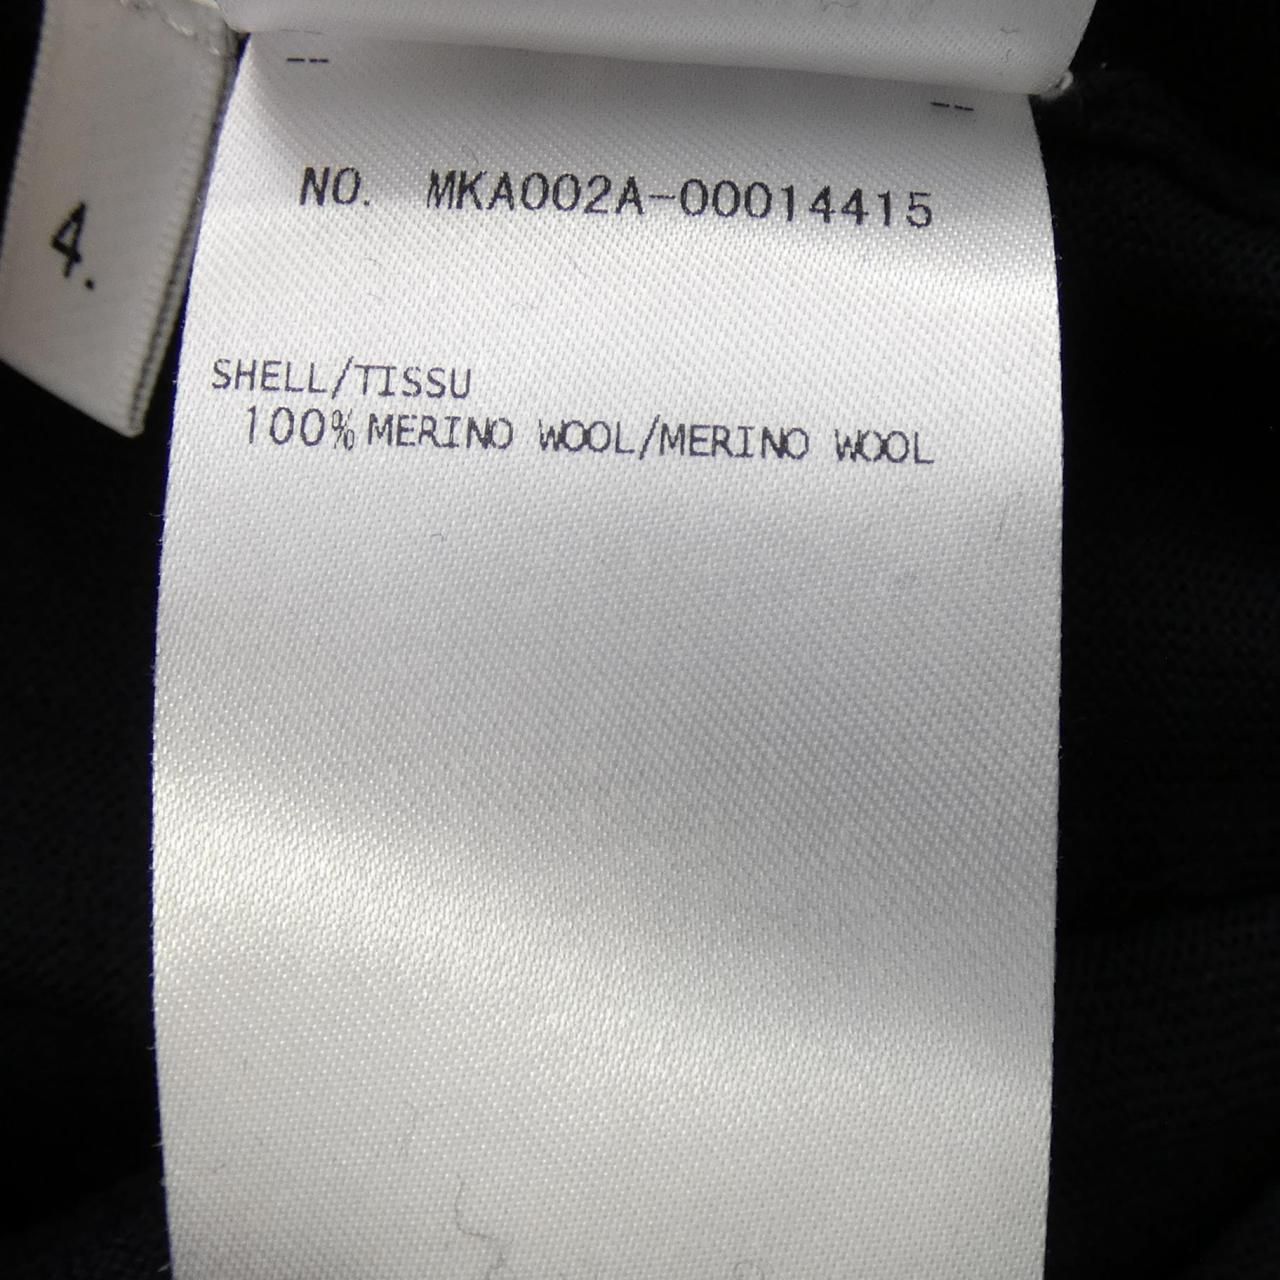 --
--
NO. MKA002A-00014415
4.
SHELL/TISSU
100% MERINO WOOL/MERINO WOOL